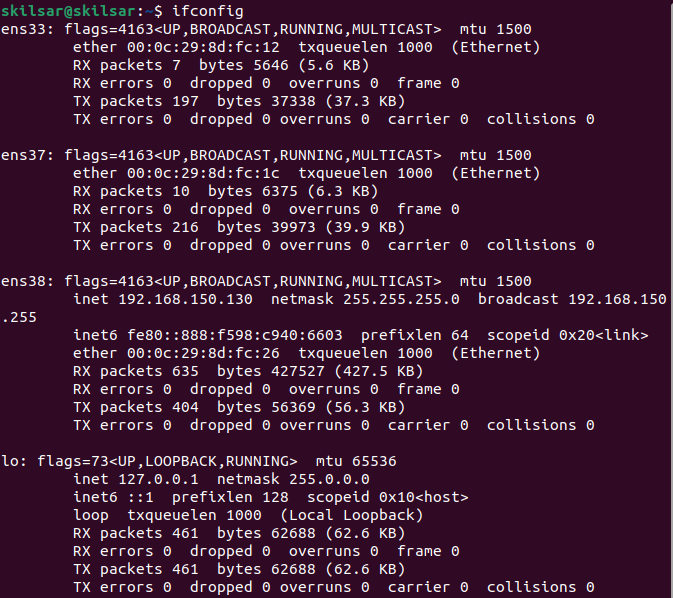 skilsar@skilsar:~$ ifconfig
ens33: flags=4163<UP,BROADCAST,RUNNING,MULTICAST>  mtu 1500
        ether 00:0c:29:8d:fc:12  txqueuelen 1000  (Ethernet)
        RX packets 7  bytes 5646 (5.6 KB)
        RX errors 0  dropped 0  overruns 0  frame 0
        TX packets 197  bytes 37338 (37.3 KB)
        TX errors 0  dropped 0 overruns 0  carrier 0  collisions 0

ens37: flags=4163<UP,BROADCAST,RUNNING,MULTICAST>  mtu 1500
        ether 00:0c:29:8d:fc:1c  txqueuelen 1000  (Ethernet)
        RX packets 10  bytes 6375 (6.3 KB)
        RX errors 0  dropped 0  overruns 0  frame 0
        TX packets 216  bytes 39973 (39.9 KB)
        TX errors 0  dropped 0 overruns 0  carrier 0  collisions 0

ens38: flags=4163<UP,BROADCAST,RUNNING,MULTICAST>  mtu 1500
        inet 192.168.150.130  netmask 255.255.255.0  broadcast 192.168.150
.255
        inet6 fe80::888:f598:c940:6603  prefixlen 64  scopeid 0x20<link>
        ether 00:0c:29:8d:fc:26  txqueuelen 1000  (Ethernet)
        RX packets 635  bytes 427527 (427.5 KB)
        RX errors 0  dropped 0  overruns 0  frame 0
        TX packets 404  bytes 56369 (56.3 KB)
        TX errors 0  dropped 0 overruns 0  carrier 0  collisions 0

lo: flags=73<UP,LOOPBACK,RUNNING>  mtu 65536
        inet 127.0.0.1  netmask 255.0.0.0
        inet6 ::1  prefixlen 128  scopeid 0x10<host>
        loop  txqueuelen 1000  (Local Loopback)
        RX packets 461  bytes 62688 (62.6 KB)
        RX errors 0  dropped 0  overruns 0  frame 0
        TX packets 461  bytes 62688 (62.6 KB)
        TX errors 0  dropped 0 overruns 0  carrier 0  collisions 0